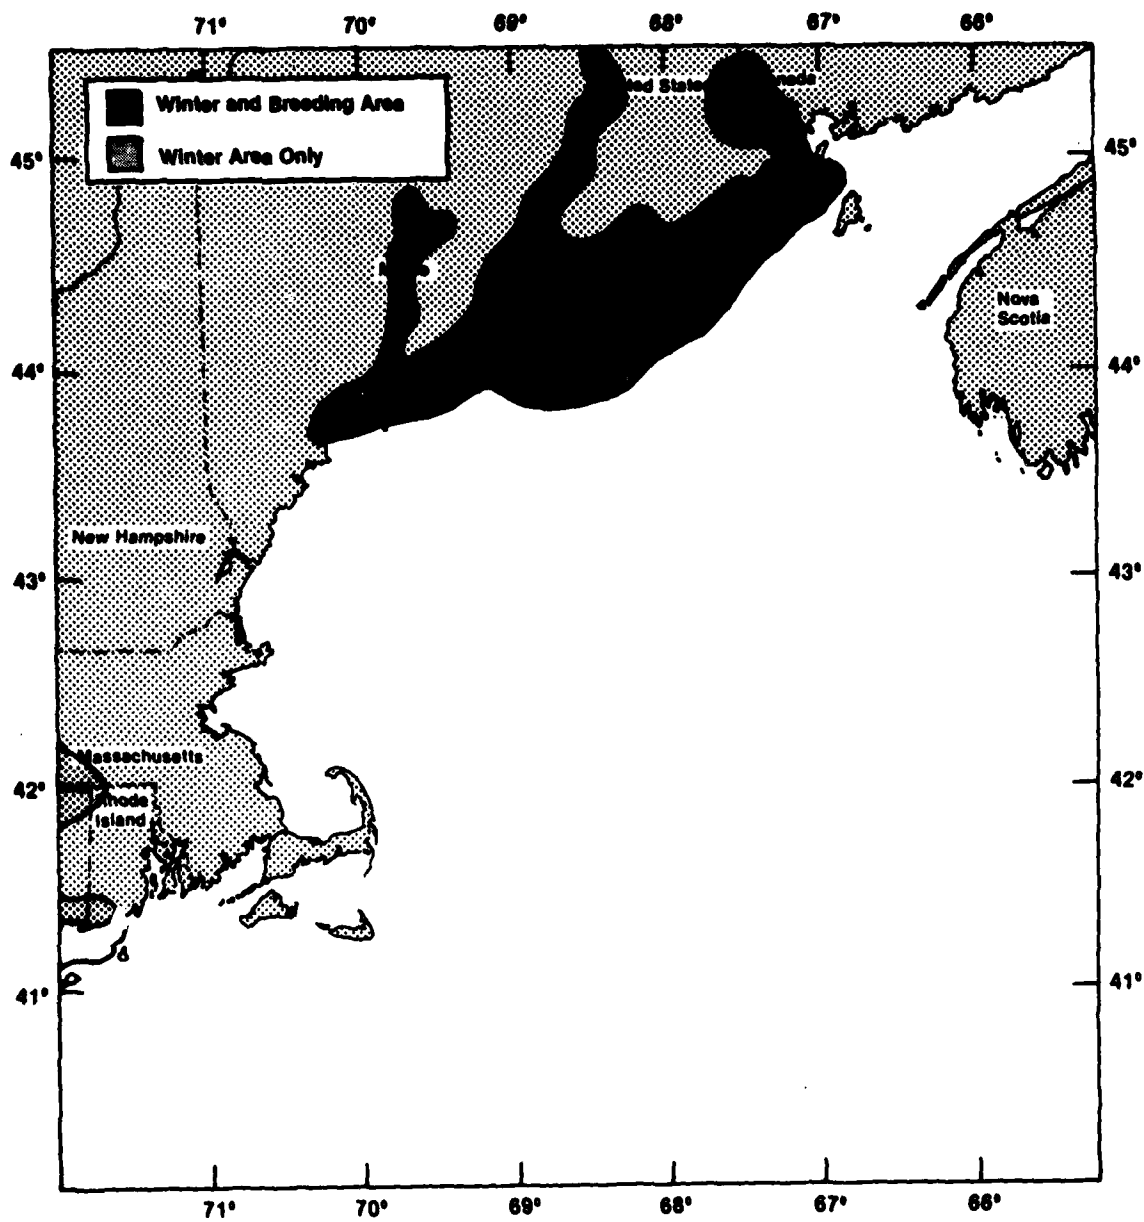 71° 70° 69° 68° 67° 66°
Winter and Breeding Area
Winter Area Only
45° 45°
Nova
Scotia
44° 44°
New Hampshire
43° 43°
Massachusetts
42° 42°
Rhode
Island
41° 41°
71° 70° 69° 68° 67° 66°